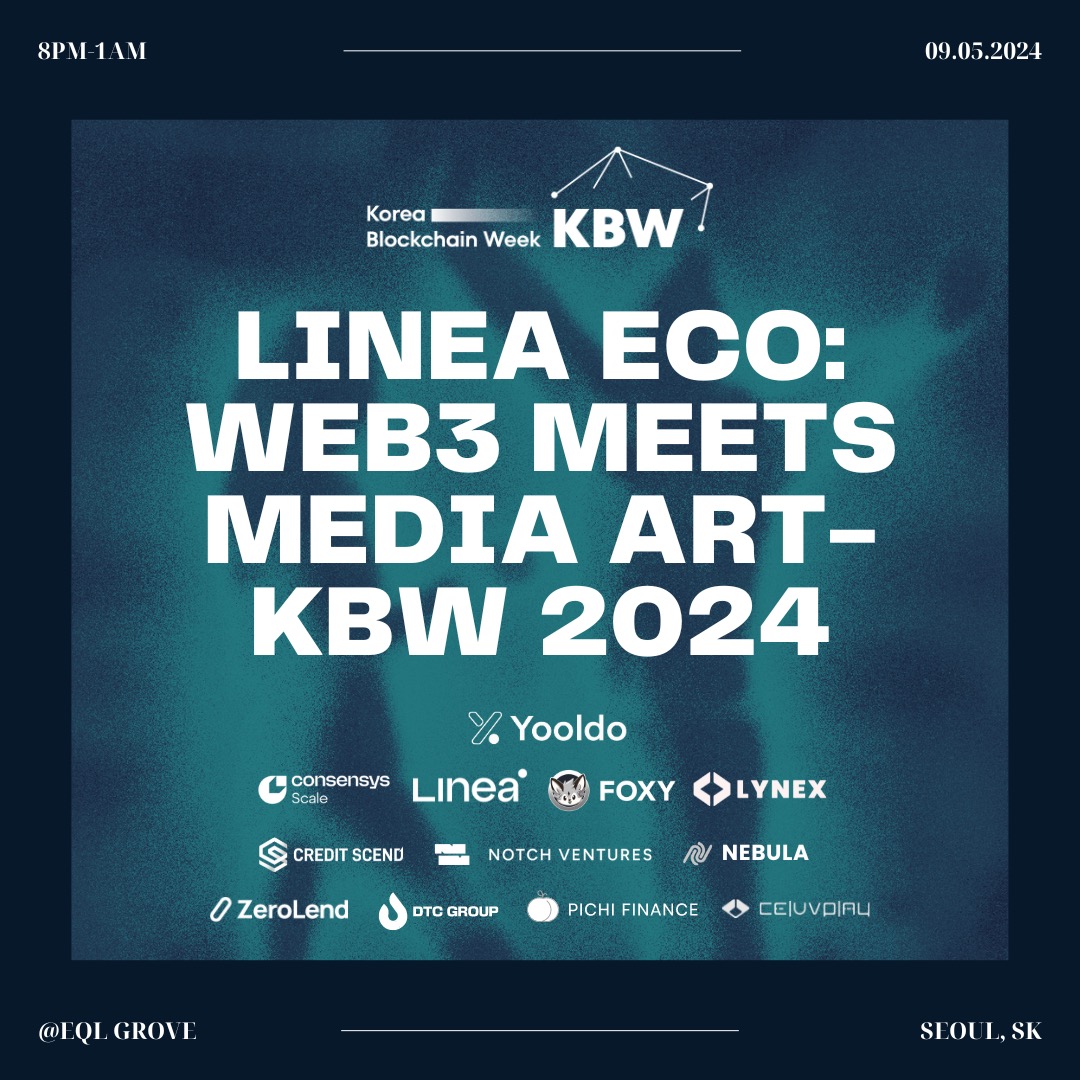 8PM-1AM
09.05.2024
Korea
Blockchain Week KBW
LINEA ECO:
WEB3 MEETS
MEDIA ART-
KBW 2024
Yooldo
consensys
Scale
Linea
FOXY
LYNEX
CREDIT SCEND
NOTCH VENTURES
NEBULA
ZeroLend
DTC GROUP
PICHI FINANCE
@EQL GROVE
SEOUL, SK